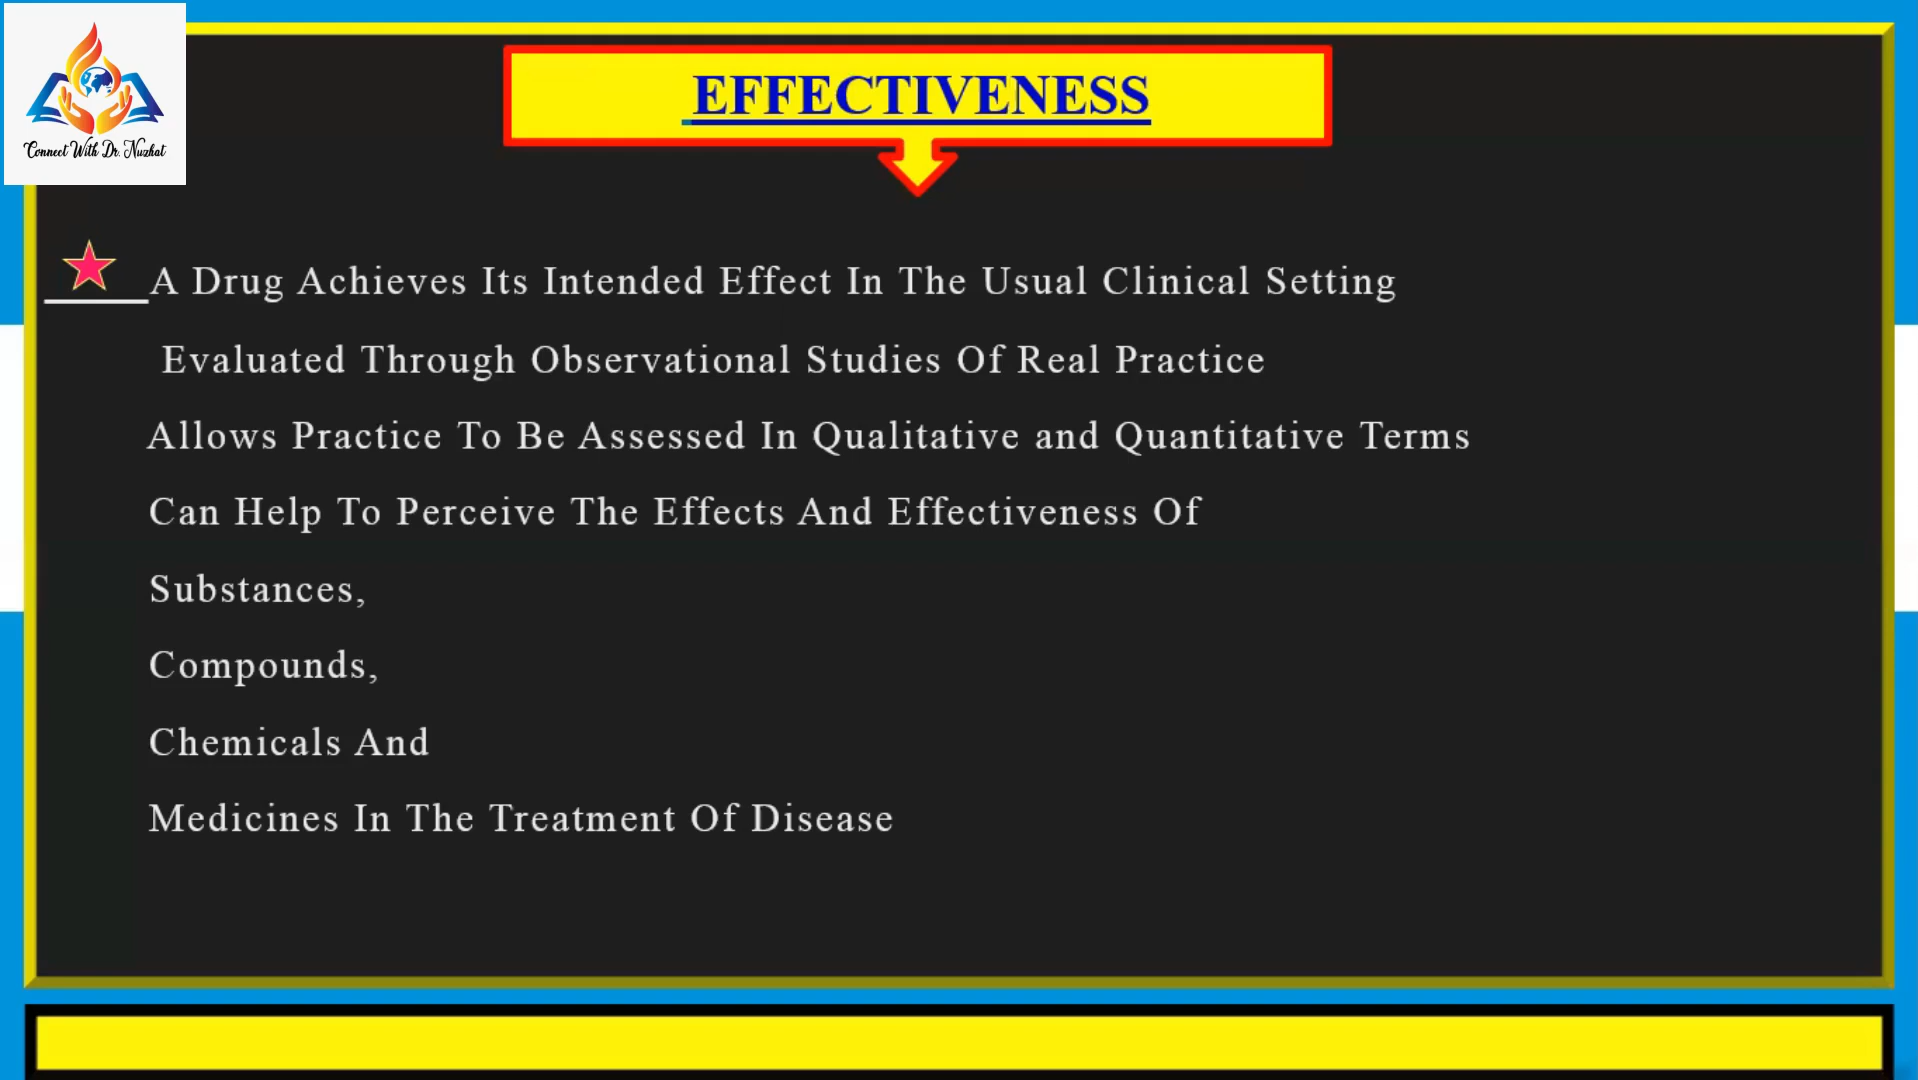 Connect With Dr. Nuzhat
EFFECTIVENESS
A Drug Achieves Its Intended Effect In The Usual Clinical Setting
Evaluated Through Observational Studies Of Real Practice
Allows Practice To Be Assessed In Qualitative and Quantitative Terms
Can Help To Perceive The Effects And Effectiveness Of
Substances,
Compounds,
Chemicals And
Medicines In The Treatment Of Disease